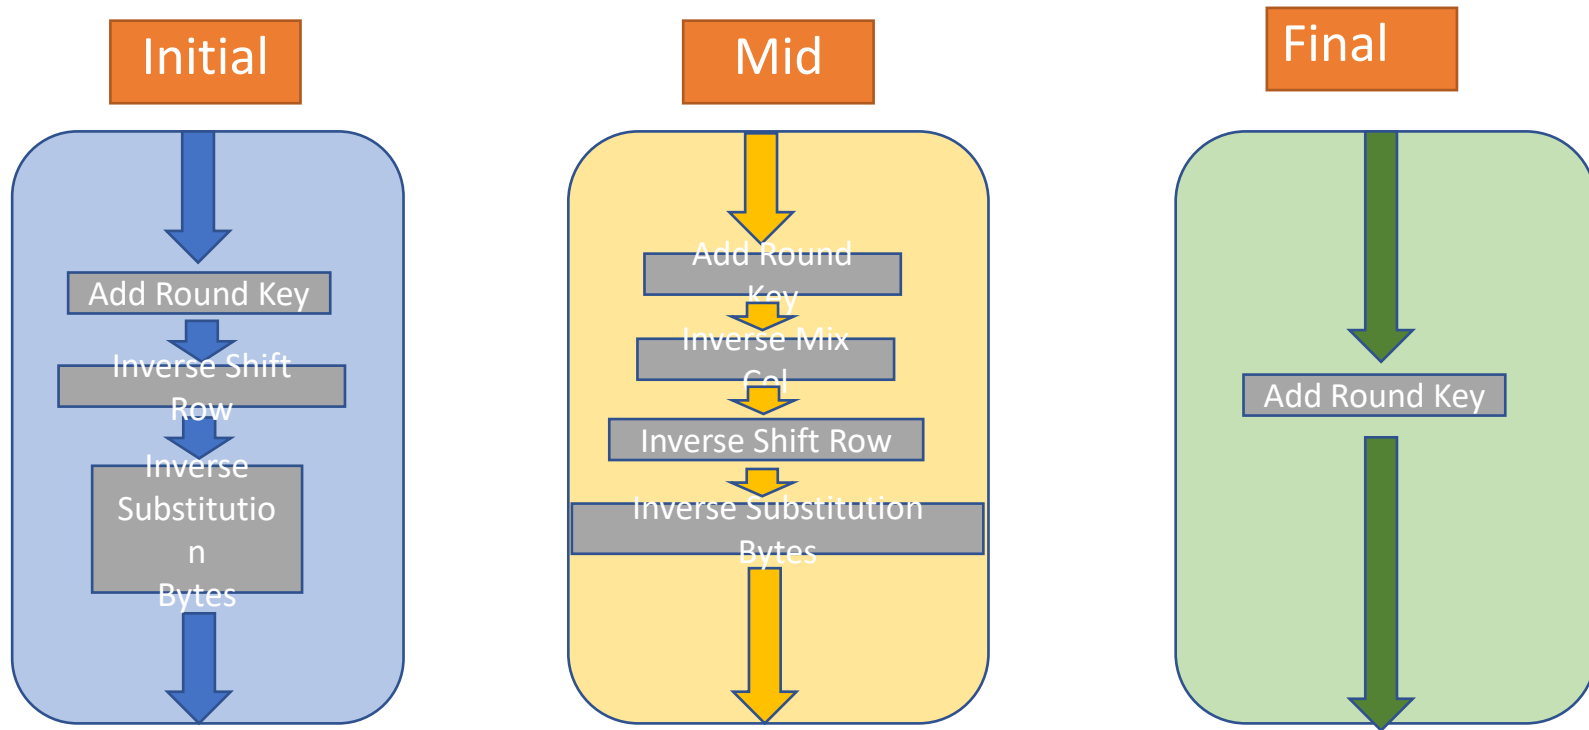 Initial
Add Round Key
Inverse Shift
Row
Inverse
Substitutio
n
Bytes
Mid
Add Round
Key
Inverse Mix
Col
Inverse Shift Row
Inverse Substitution
Bytes
Final
Add Round Key